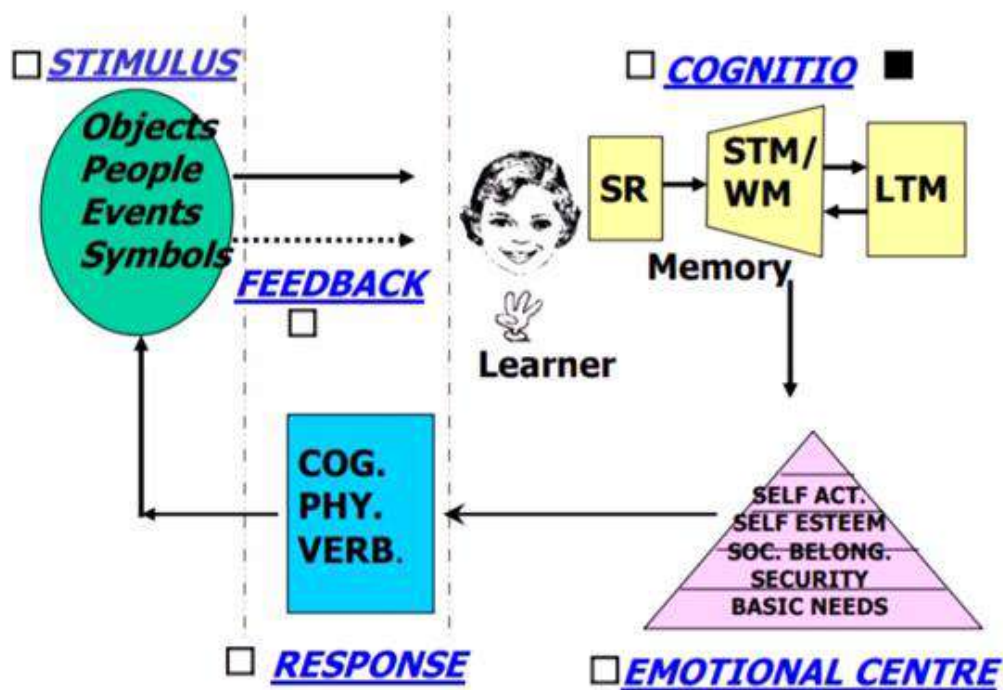 STIMULUS
Objects
People
Events
Symbols
FEEDBACK
COGNITIO
SR
STM/
WM
LTM
Memory
Learner
COG.
PHY.
VERB.
RESPONSE
SELF ACT.
SELF ESTEEM
SOC. BELONG.
SECURITY
BASIC NEEDS
EMOTIONAL CENTRE